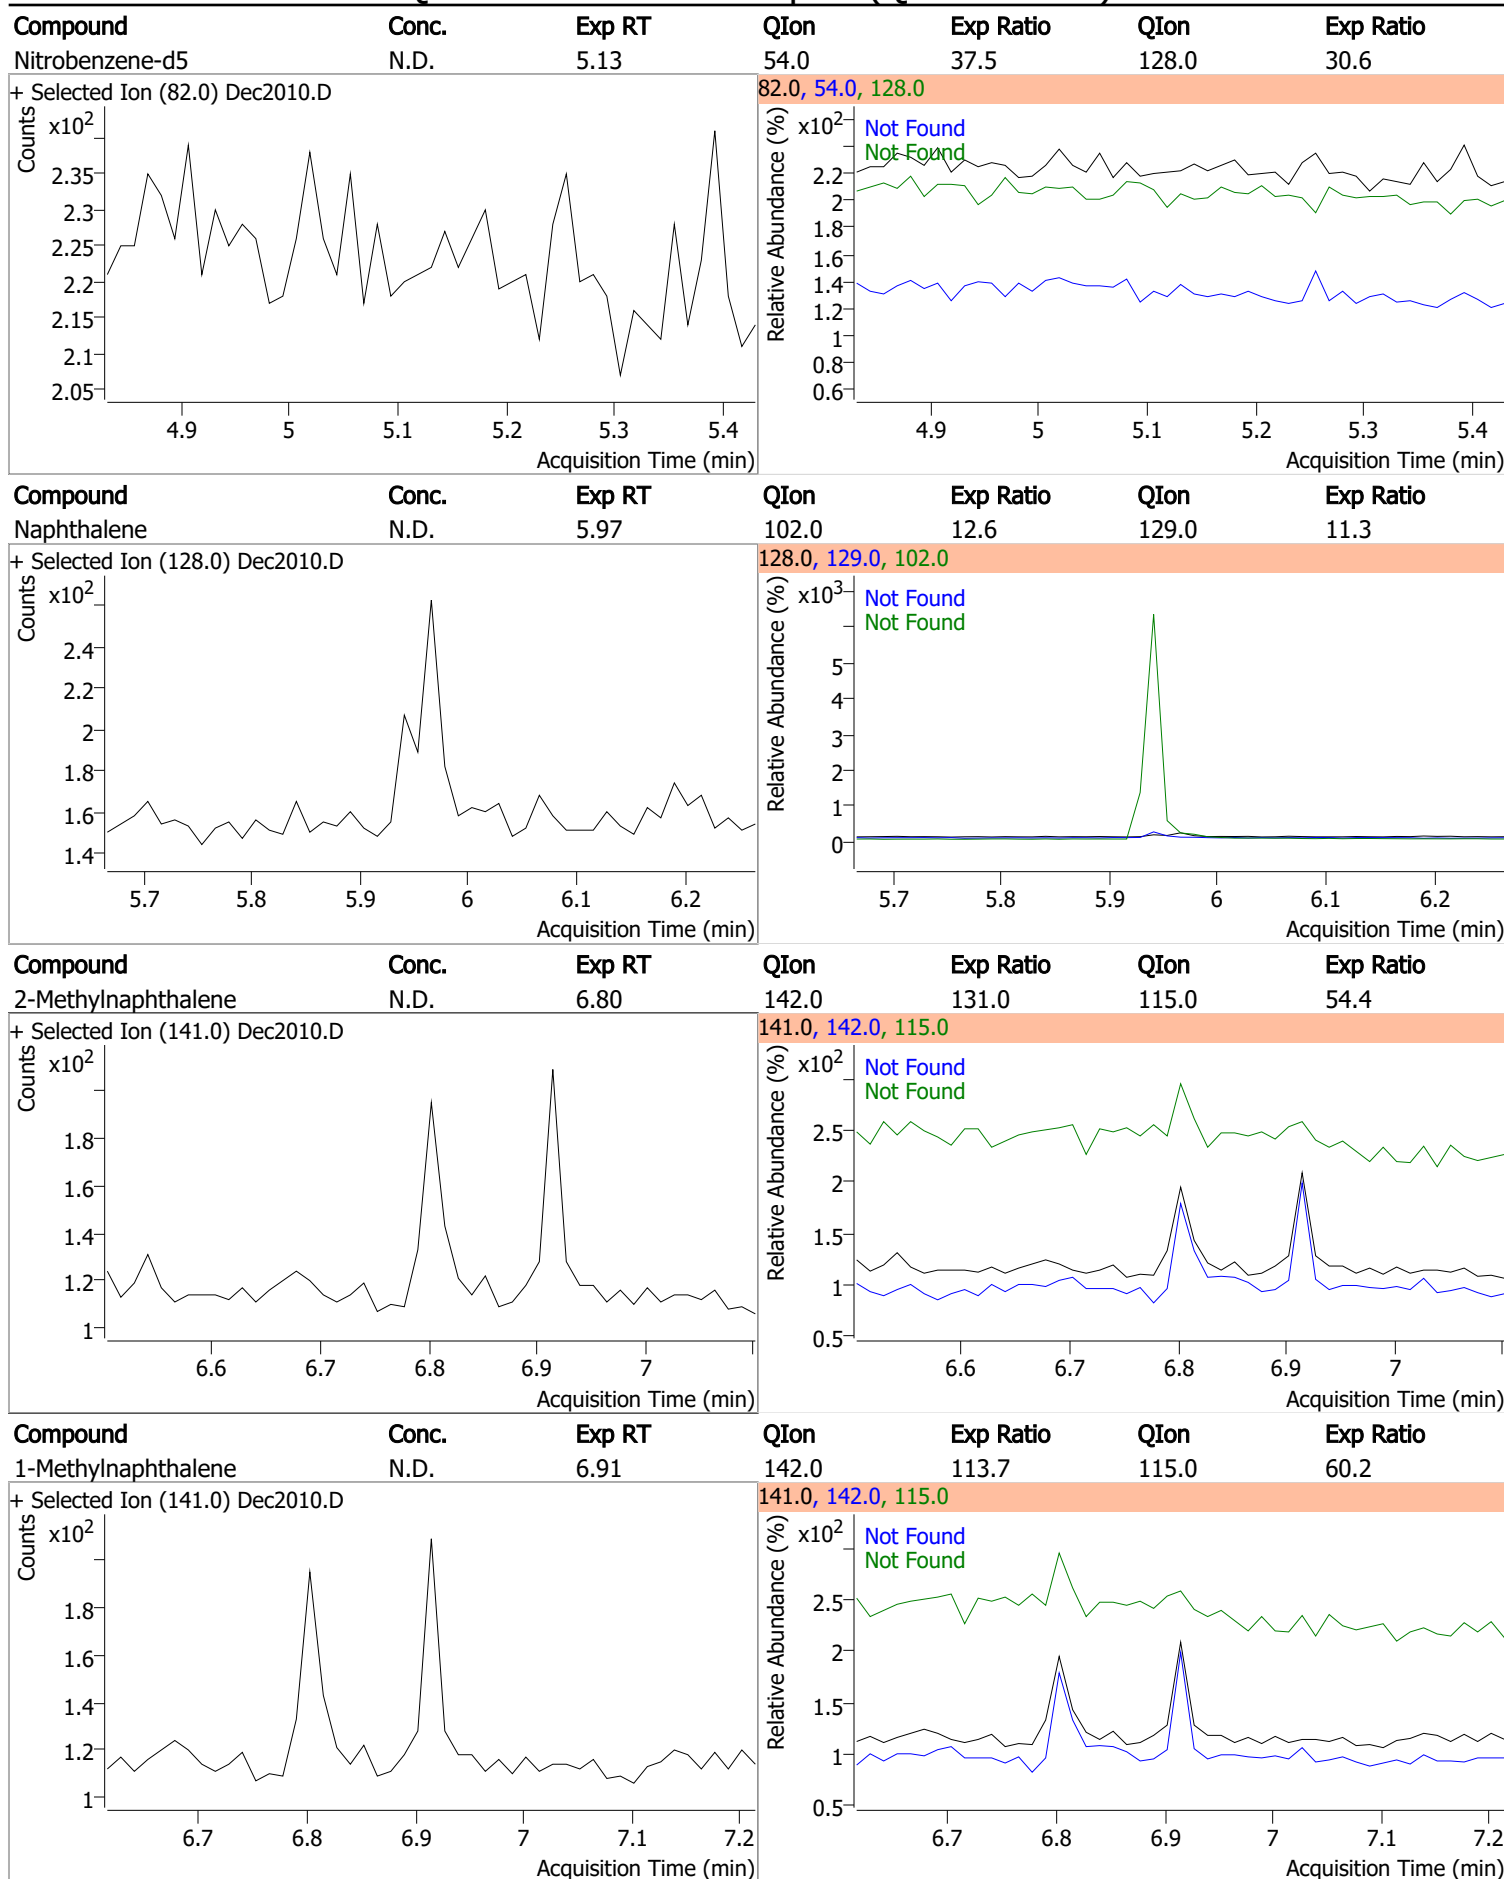 Compound Conc. Exp RT QIon Exp Ratio QIon Exp Ratio
Nitrobenzene-d5 N.D. 5.13 54.0 37.5 128.0 30.6
+ Selected Ion (82.0) Dec2010.D
Counts
x10²
2.35
2.3
2.25
2.2
2.15
2.1
2.05
4.9 5 5.1 5.2 5.3 5.4
Acquisition Time (min)
82.0, 54.0, 128.0
Relative Abundance (%)
x10²
Not Found
Not Found
2.2
2
1.8
1.6
1.4
1.2
1
0.8
0.6
4.9 5 5.1 5.2 5.3 5.4
Acquisition Time (min)
Compound Conc. Exp RT QIon Exp Ratio QIon Exp Ratio
Naphthalene N.D. 5.97 102.0 12.6 129.0 11.3
+ Selected Ion (128.0) Dec2010.D
Counts
x10²
2.4
2.2
2
1.8
1.6
1.4
5.7 5.8 5.9 6 6.1 6.2
Acquisition Time (min)
128.0, 129.0, 102.0
Relative Abundance (%)
x10³
Not Found
Not Found
5
4
3
2
1
0
5.7 5.8 5.9 6 6.1 6.2
Acquisition Time (min)
Compound Conc. Exp RT QIon Exp Ratio QIon Exp Ratio
2-Methylnaphthalene N.D. 6.80 142.0 131.0 115.0 54.4
+ Selected Ion (141.0) Dec2010.D
Counts
x10²
1.8
1.6
1.4
1.2
1
6.6 6.7 6.8 6.9 7
Acquisition Time (min)
141.0, 142.0, 115.0
Relative Abundance (%)
x10²
Not Found
Not Found
2.5
2
1.5
1
0.5
6.6 6.7 6.8 6.9 7
Acquisition Time (min)
Compound Conc. Exp RT QIon Exp Ratio QIon Exp Ratio
1-Methylnaphthalene N.D. 6.91 142.0 113.7 115.0 60.2
+ Selected Ion (141.0) Dec2010.D
Counts
x10²
1.8
1.6
1.4
1.2
1
6.7 6.8 6.9 7 7.1 7.2
Acquisition Time (min)
141.0, 142.0, 115.0
Relative Abundance (%)
x10²
Not Found
Not Found
2.5
2
1.5
1
0.5
6.7 6.8 6.9 7 7.1 7.2
Acquisition Time (min)